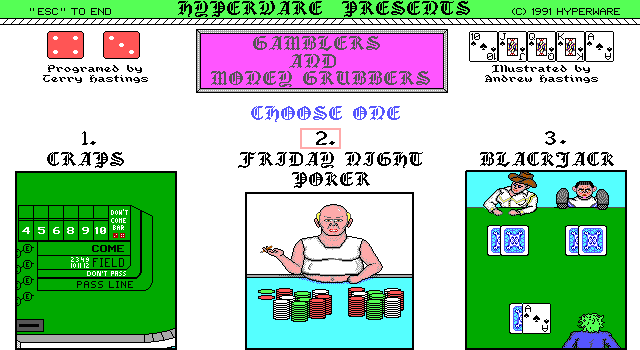 "ESC" TO END
HYPERWARE PRESENTS
(C) 1991 HYPERWARE
Programed by
Terry Hastings
GAMBLERS
AND
MONEY GRUBBERS
10 J Q K A
Illustrated by
Andrew Hastings
CHOOSE ONE
1.
CRAPS
2.
FRIDAY NIGHT
POKER
3.
BLACKJACK
DON'T
COME
BAR
4 5 6 8 9 10
COME
2 3 4 9
10 11 12
FIELD
DON'T PASS
PASS LINE
E
E
E
E
A
A